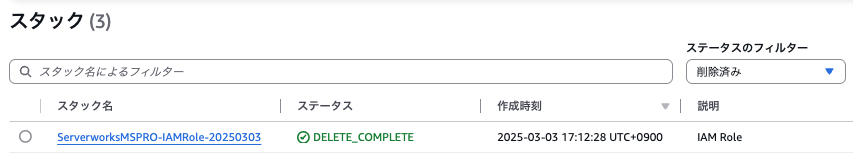 スタック (3)
ステータスのフィルター
スタック名によるフィルター
削除済み
スタック名 ステータス 作成時刻 説明
ServerworksMSPRO-IAMRole-20250303 DELETE_COMPLETE 2025-03-03 17:12:28 UTC+0900 IAM Role